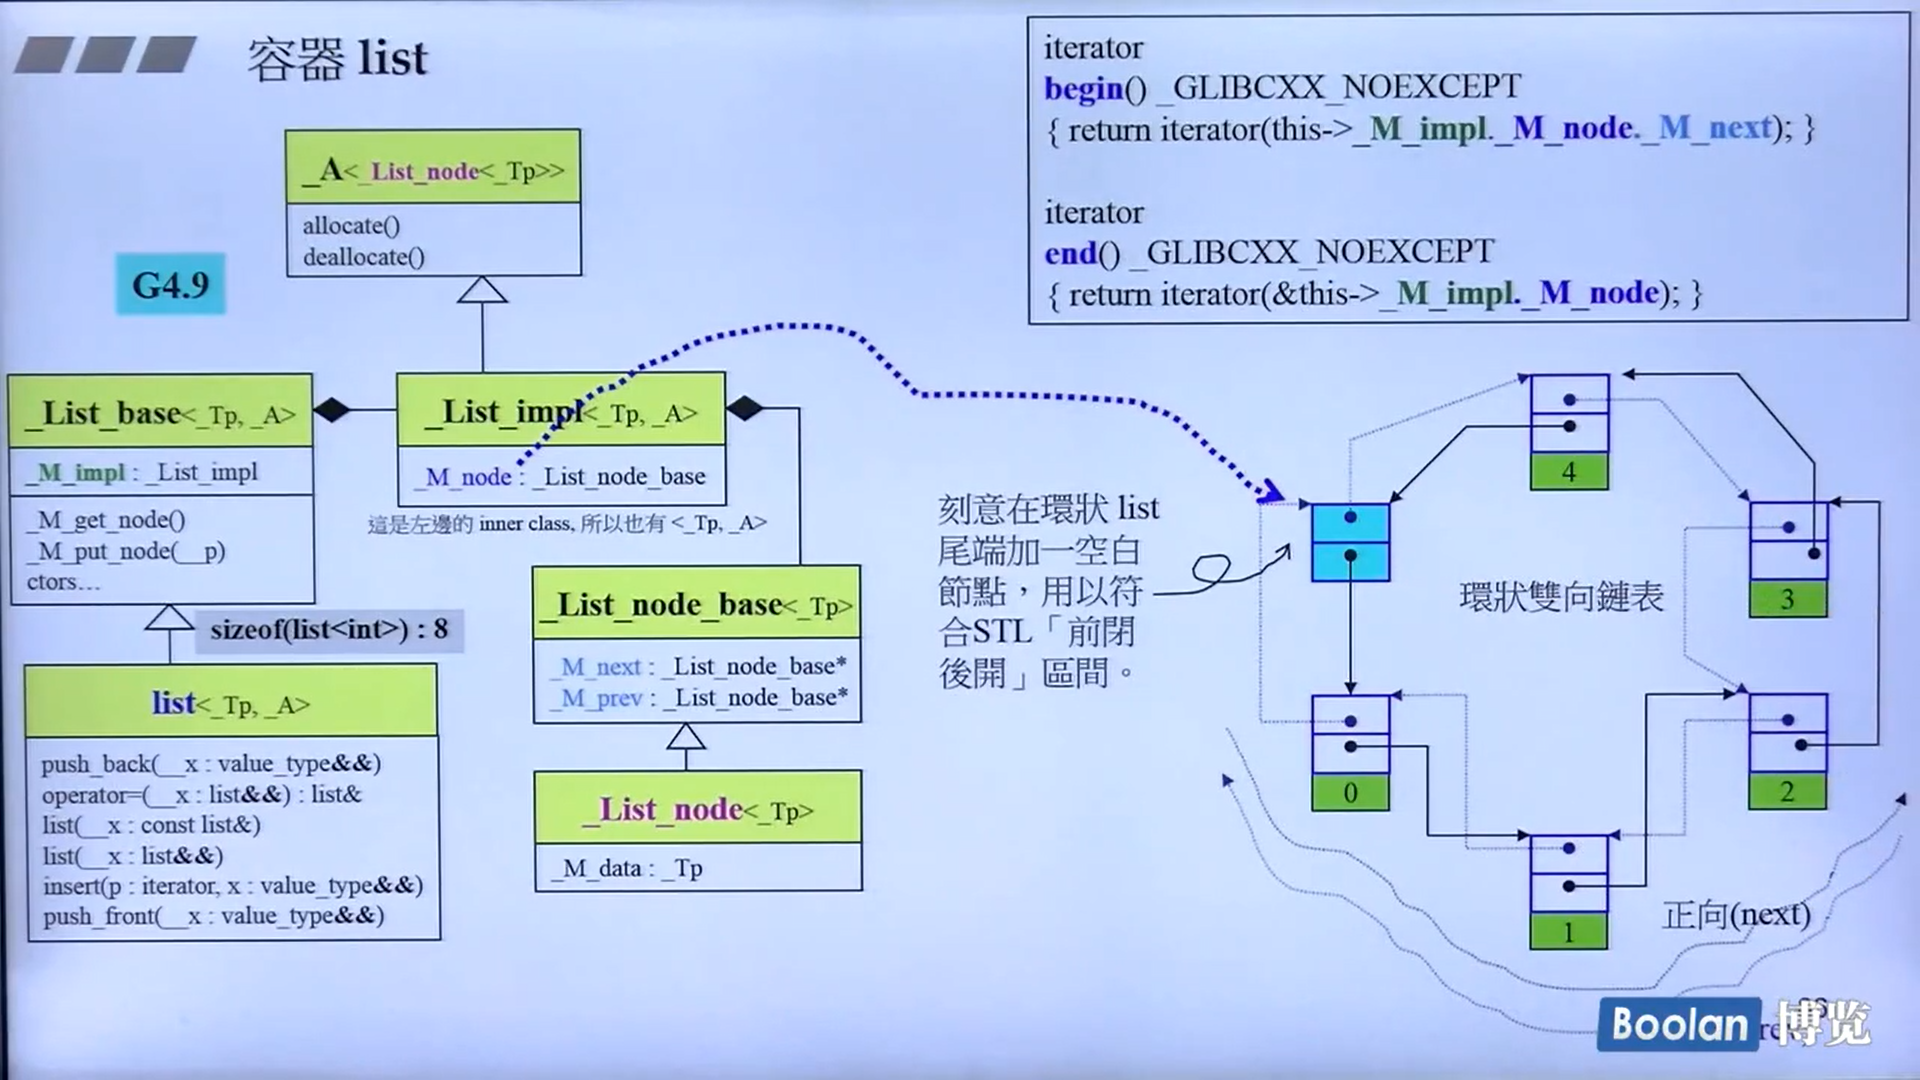 容器 list
iterator
begin() _GLIBCXX_NOEXCEPT
{ return iterator(this->_M_impl._M_node._M_next); }
iterator
end() _GLIBCXX_NOEXCEPT
{ return iterator(&this->_M_impl._M_node); }
_A<_List_node<_Tp>>
allocate()
deallocate()
G4.9
_List_base<_Tp, _A>
_M_impl : _List_impl
_M_get_node()
_M_put_node(__p)
ctors...
_List_impl<_Tp, _A>
_M_node : _List_node_base
這是左邊的 inner class, 所以也有 <_Tp, _A>
sizeof(list<int>) : 8
list<_Tp, _A>
push_back(__x : value_type&&)
operator=(__x : list&&) : list&
list(__x : const list&)
list(__x : list&&)
insert(p : iterator, x : value_type&&)
push_front(__x : value_type&&)
_List_node_base<_Tp>
_M_next : _List_node_base*
_M_prev : _List_node_base*
_List_node<_Tp>
_M_data : _Tp
刻意在環狀 list
尾端加一空白
節點，用以符
合STL「前閉
後開」區間。
環狀雙向鏈表
4
3
0
2
1
正向(next)
Boolan 博览